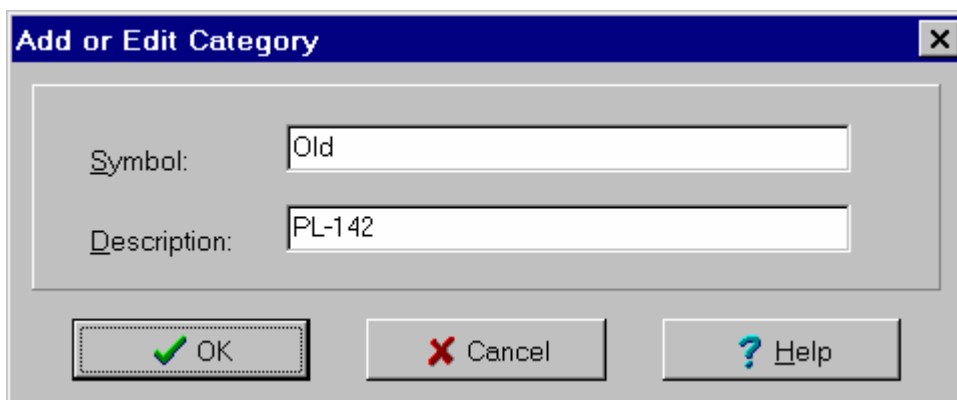 Add or Edit Category
Symbol: Old
Description: PL-142
OK Cancel Help